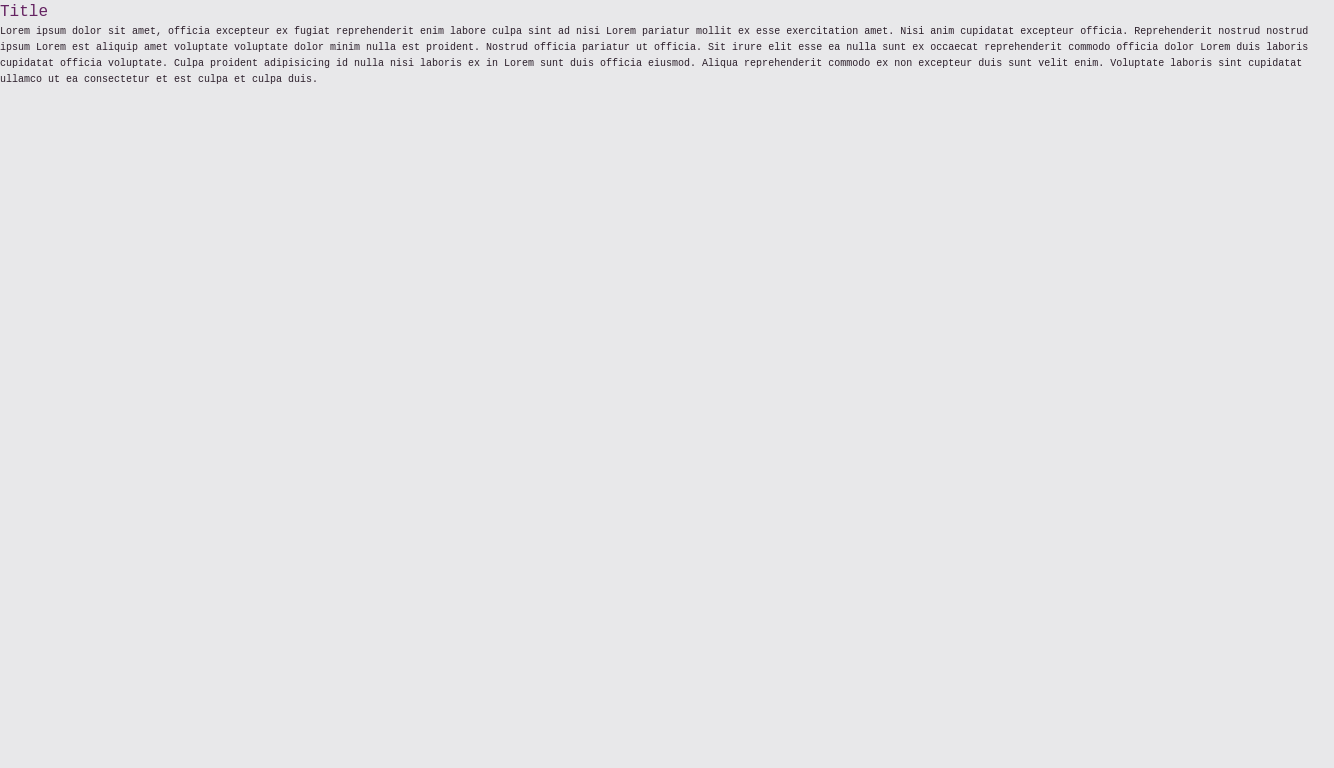 Title
Lorem ipsum dolor sit amet, officia excepteur ex fugiat reprehenderit enim labore culpa sint ad nisi Lorem pariatur mollit ex esse exercitation amet. Nisi anim cupidatat excepteur officia. Reprehenderit nostrud nostrud
ipsum Lorem est aliquip amet voluptate voluptate dolor minim nulla est proident. Nostrud officia pariatur ut officia. Sit irure elit esse ea nulla sunt ex occaecat reprehenderit commodo officia dolor Lorem duis laboris
cupidatat officia voluptate. Culpa proident adipisicing id nulla nisi laboris ex in Lorem sunt duis officia eiusmod. Aliqua reprehenderit commodo ex non excepteur duis sunt velit enim. Voluptate laboris sint cupidatat
ullamco ut ea consectetur et est culpa et culpa duis.